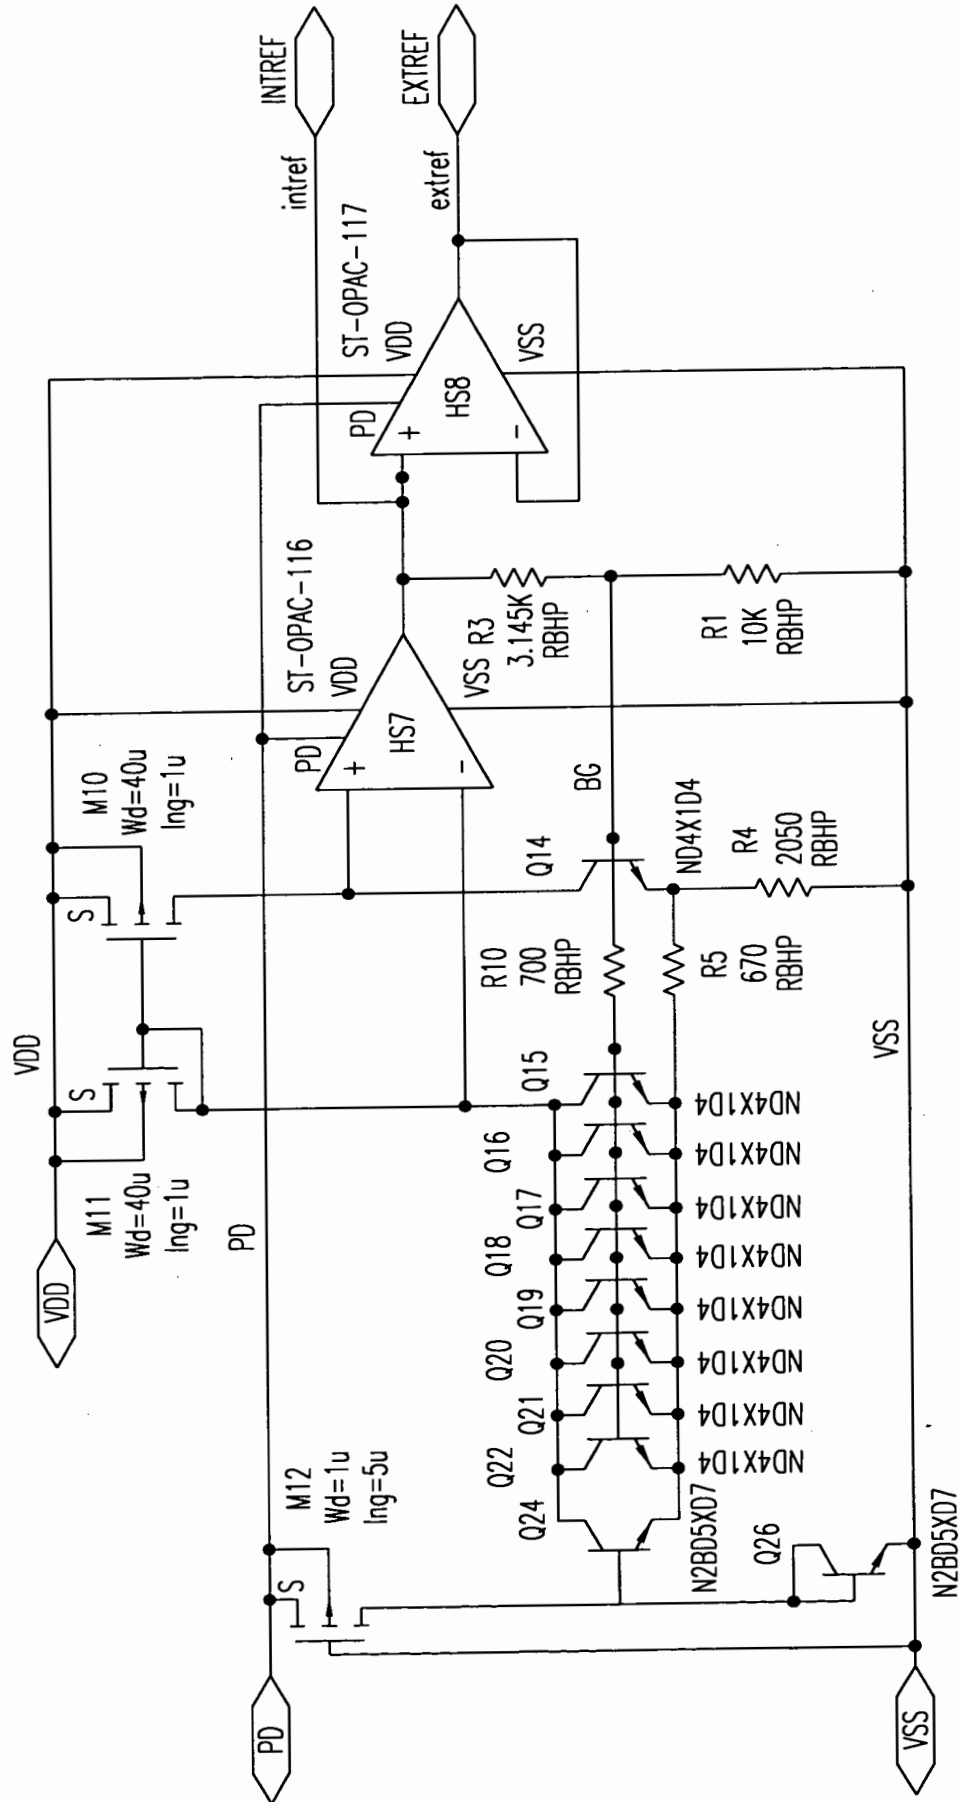 INTREF
EXTREF
intref
extref
ST-OPAC-117
VDD
PD
+
HS8
-
VSS
ST-OPAC-116
VDD
PD
+
HS7
-
VSS
R3
3.145K
RBHP
R1
10K
RBHP
M10
Wd=40u
lng=1u
S
BG
Q14
ND4X1D4
R4
2050
RBHP
R10
700
RBHP
R5
670
RBHP
VDD
S
M11
Wd=40u
lng=1u
VDD
PD
VSS
Q15
Q16
Q17
Q18
Q19
Q20
Q21
Q22
Q24
ND4X1D4
ND4X1D4
ND4X1D4
ND4X1D4
ND4X1D4
ND4X1D4
ND4X1D4
ND4X1D4
N2BD5XD7
M12
Wd=1u
lng=5u
S
Q26
N2BD5XD7
PD
VSS